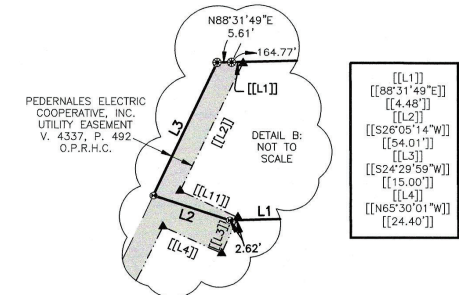 N88°31'49"E
5.61'
164.77'
[[L1]]
PEDERNALES ELECTRIC
COOPERATIVE, INC.
UTILITY EASEMENT
V. 4337, P. 492
O.P.R.H.C.
L3
[[L2]]
DETAIL B:
NOT TO
SCALE
[[L11]]
L2
L1
[[L3]]
[[L4]]
2.62'
[[L1]]
[[88°31'49"E]]
[[4.48']]
[[L2]]
[[S26°05'14"W]]
[[54.01']]
[[L3]]
[[S24°29'59"W]]
[[15.00']]
[[L4]]
[[N65°30'01"W]]
[[24.40']]